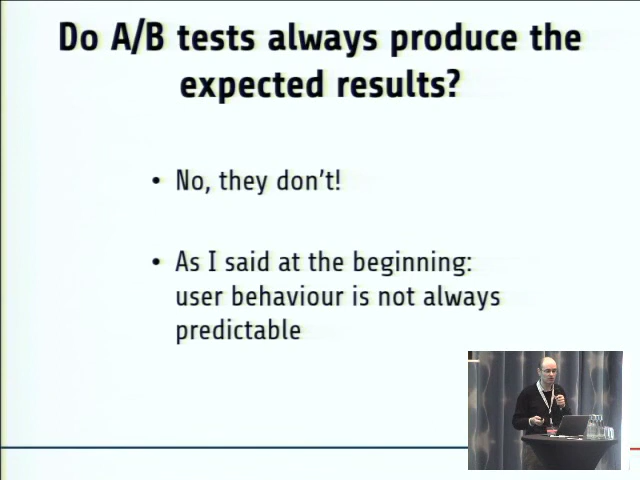 Do A/B tests always produce the
expected results?
• No, they don't!
• As I said at the beginning:
user behaviour is not always
predictable